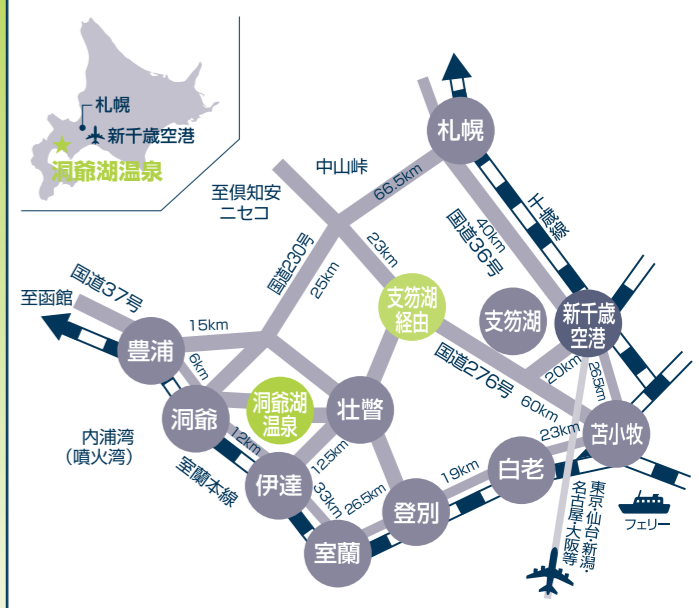 札幌
新千歳空港
洞爺湖温泉
札幌
中山峠
66.5km
至倶知安
ニセコ
40km
国道36号
千歳線
国道230号
25km
23km
国道37号
至函館
支笏湖
経由
支笏湖
新千歳
空港
15km
豊浦
6km
国道276号
20km
26.5km
60km
洞爺
洞爺湖
温泉
壮瞥
苫小牧
23km
内浦湾
(噴火湾)
12km
12.5km
室蘭本線
伊達
33km
26.5km
19km
白老
登別
室蘭
東京・仙台・新潟・
名古屋・大阪等
フェリー